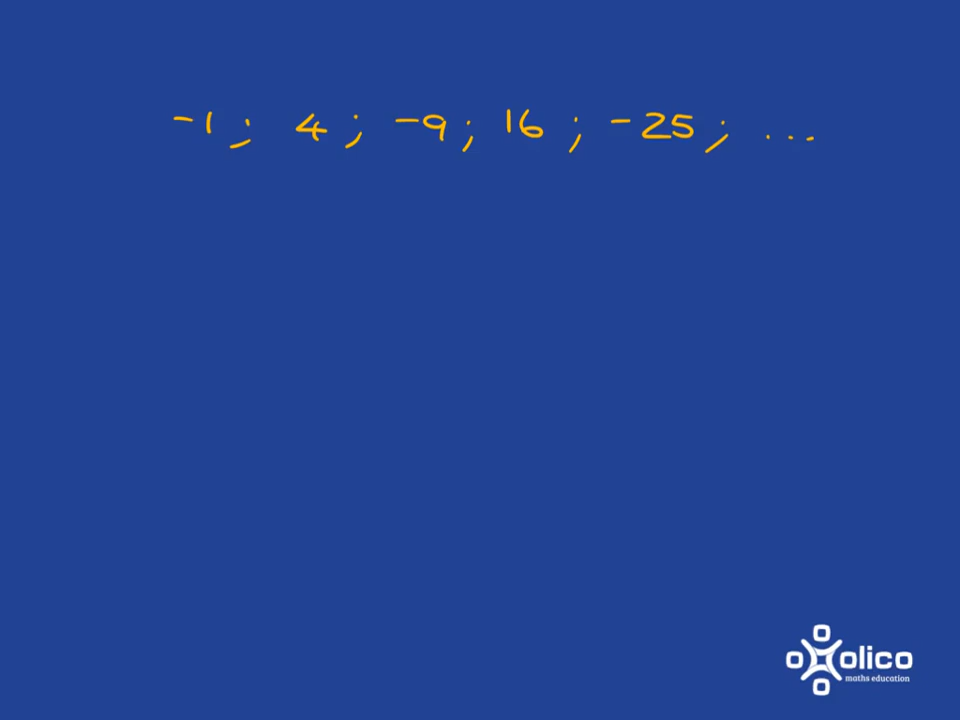 -1 ; 4 ; -9 ; 16 ; -25 ; ...
olico
maths education